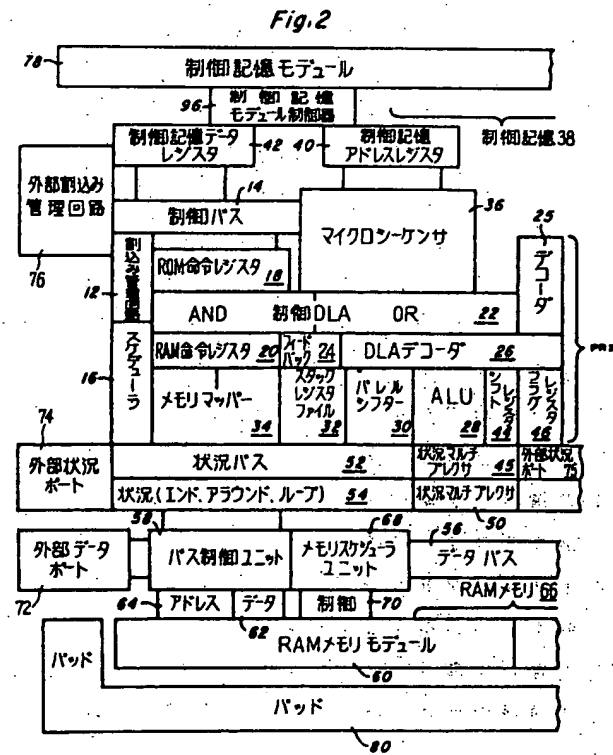 Fig.2
78
制御記憶モジュール
96
制御記憶
モジュール制御器
制御記憶データ
レジスタ
42
40
制御記憶
アドレスレジスタ
制御記憶38
外部割込み
管理回路
76
14
制御バス
36
マイクロシーケンサ
25
デコーダ
12
割込み管理回路
ROM命令レジスタ
18
AND 制御DLA OR
22
16
スケデューラ
RAM命令レジスタ
20
フィードバック
24
DLAデコーダ
26
メモリマッパー
34
スタック
レジスタ
ファイル
32
バレル
シフター
30
ALU
28
シフト
レジスタ
44
フラグ
レジスタ
46
74
外部状況
ポート
状況バス
52
状況マルチ
プレクサ
45
外部状況
ポート
75
状況(エンド、アラウンド、ループ)
54
状況マルチプレクサ
50
58
68
56
外部データ
ポート
72
バス制御ユニット
メモリスケジューラ
ユニット
データバス
64
アドレス
データ
62
制御
70
RAMメモリ66
RAMメモリモジュール
60
パッド
パッド
80